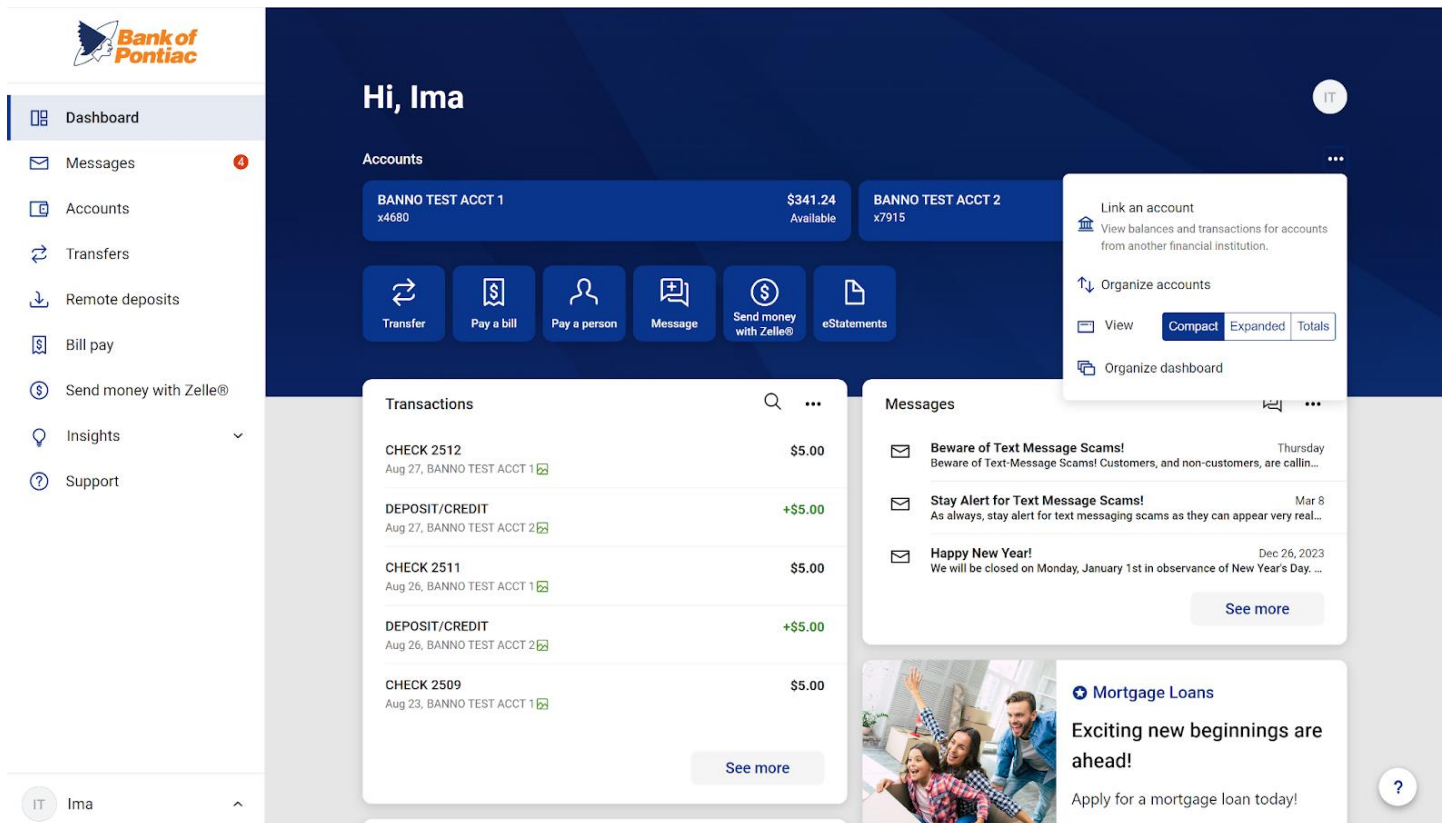 Bank of
Pontiac
Dashboard
Messages 4
Accounts
Transfers
Remote deposits
Bill pay
Send money with Zelle®
Insights
Support
IT Ima
Hi, Ima
IT
Accounts
BANNO TEST ACCT 1 $341.24
x4680 Available
BANNO TEST ACCT 2
x7915
Link an account
View balances and transactions for accounts
from another financial institution.
Organize accounts
View Compact Expanded Totals
Organize dashboard
Transfer
Pay a bill
Pay a person
Message
Send money
with Zelle®
eStatements
Transactions
CHECK 2512 $5.00
Aug 27, BANNO TEST ACCT 1
DEPOSIT/CREDIT +$5.00
Aug 27, BANNO TEST ACCT 2
CHECK 2511 $5.00
Aug 26, BANNO TEST ACCT 1
DEPOSIT/CREDIT +$5.00
Aug 26, BANNO TEST ACCT 2
CHECK 2509 $5.00
Aug 23, BANNO TEST ACCT 1
See more
Messages
Beware of Text Message Scams! Thursday
Beware of Text-Message Scams! Customers, and non-customers, are callin...
Stay Alert for Text Message Scams! Mar 8
As always, stay alert for text messaging scams as they can appear very real...
Happy New Year! Dec 26, 2023
We will be closed on Monday, January 1st in observance of New Year's Day. ...
See more
Mortgage Loans
Exciting new beginnings are
ahead!
Apply for a mortgage loan today!
?